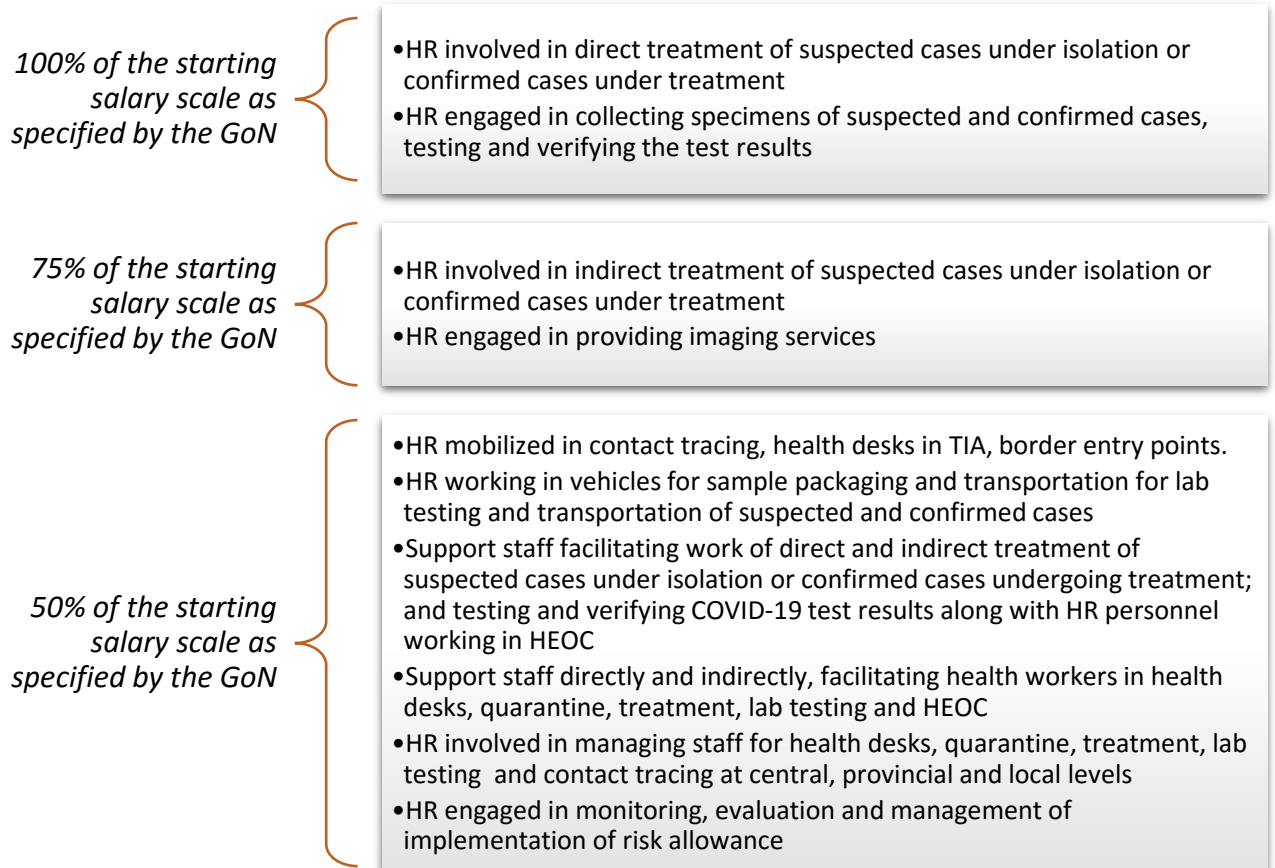 100% of the starting
salary scale as
specified by the GoN
•HR involved in direct treatment of suspected cases under isolation or
confirmed cases under treatment
•HR engaged in collecting specimens of suspected and confirmed cases,
testing and verifying the test results
75% of the starting
salary scale as
specified by the GoN
•HR involved in indirect treatment of suspected cases under isolation or
confirmed cases under treatment
•HR engaged in providing imaging services
50% of the starting
salary scale as
specified by the GoN
•HR mobilized in contact tracing, health desks in TIA, border entry points.
•HR working in vehicles for sample packaging and transportation for lab
testing and transportation of suspected and confirmed cases
•Support staff facilitating work of direct and indirect treatment of
suspected cases under isolation or confirmed cases undergoing treatment;
and testing and verifying COVID-19 test results along with HR personnel
working in HEOC
•Support staff directly and indirectly, facilitating health workers in health
desks, quarantine, treatment, lab testing and HEOC
•HR involved in managing staff for health desks, quarantine, treatment, lab
testing  and contact tracing at central, provincial and local levels
•HR engaged in monitoring, evaluation and management of
implementation of risk allowance